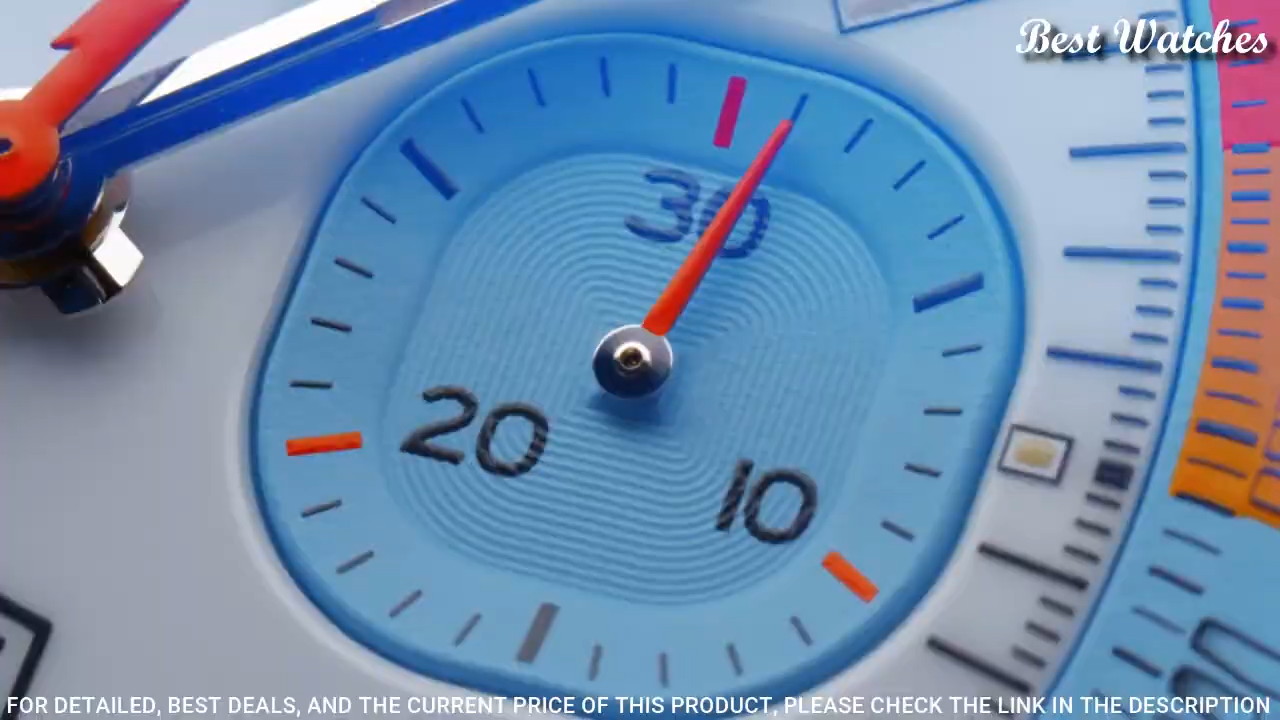 Best Watches
30
20
10
FOR DETAILED, BEST DEALS, AND THE CURRENT PRICE OF THIS PRODUCT, PLEASE CHECK THE LINK IN THE DESCRIPTION